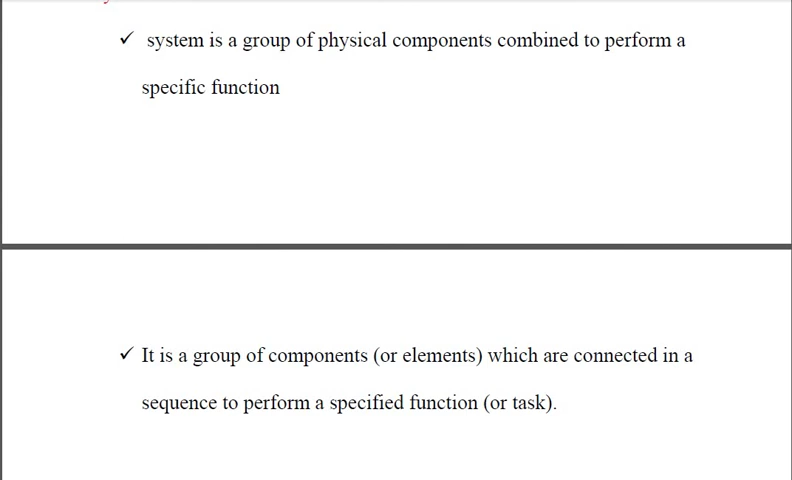 ✓ system is a group of physical components combined to perform a
specific function
✓ It is a group of components (or elements) which are connected in a
sequence to perform a specified function (or task).